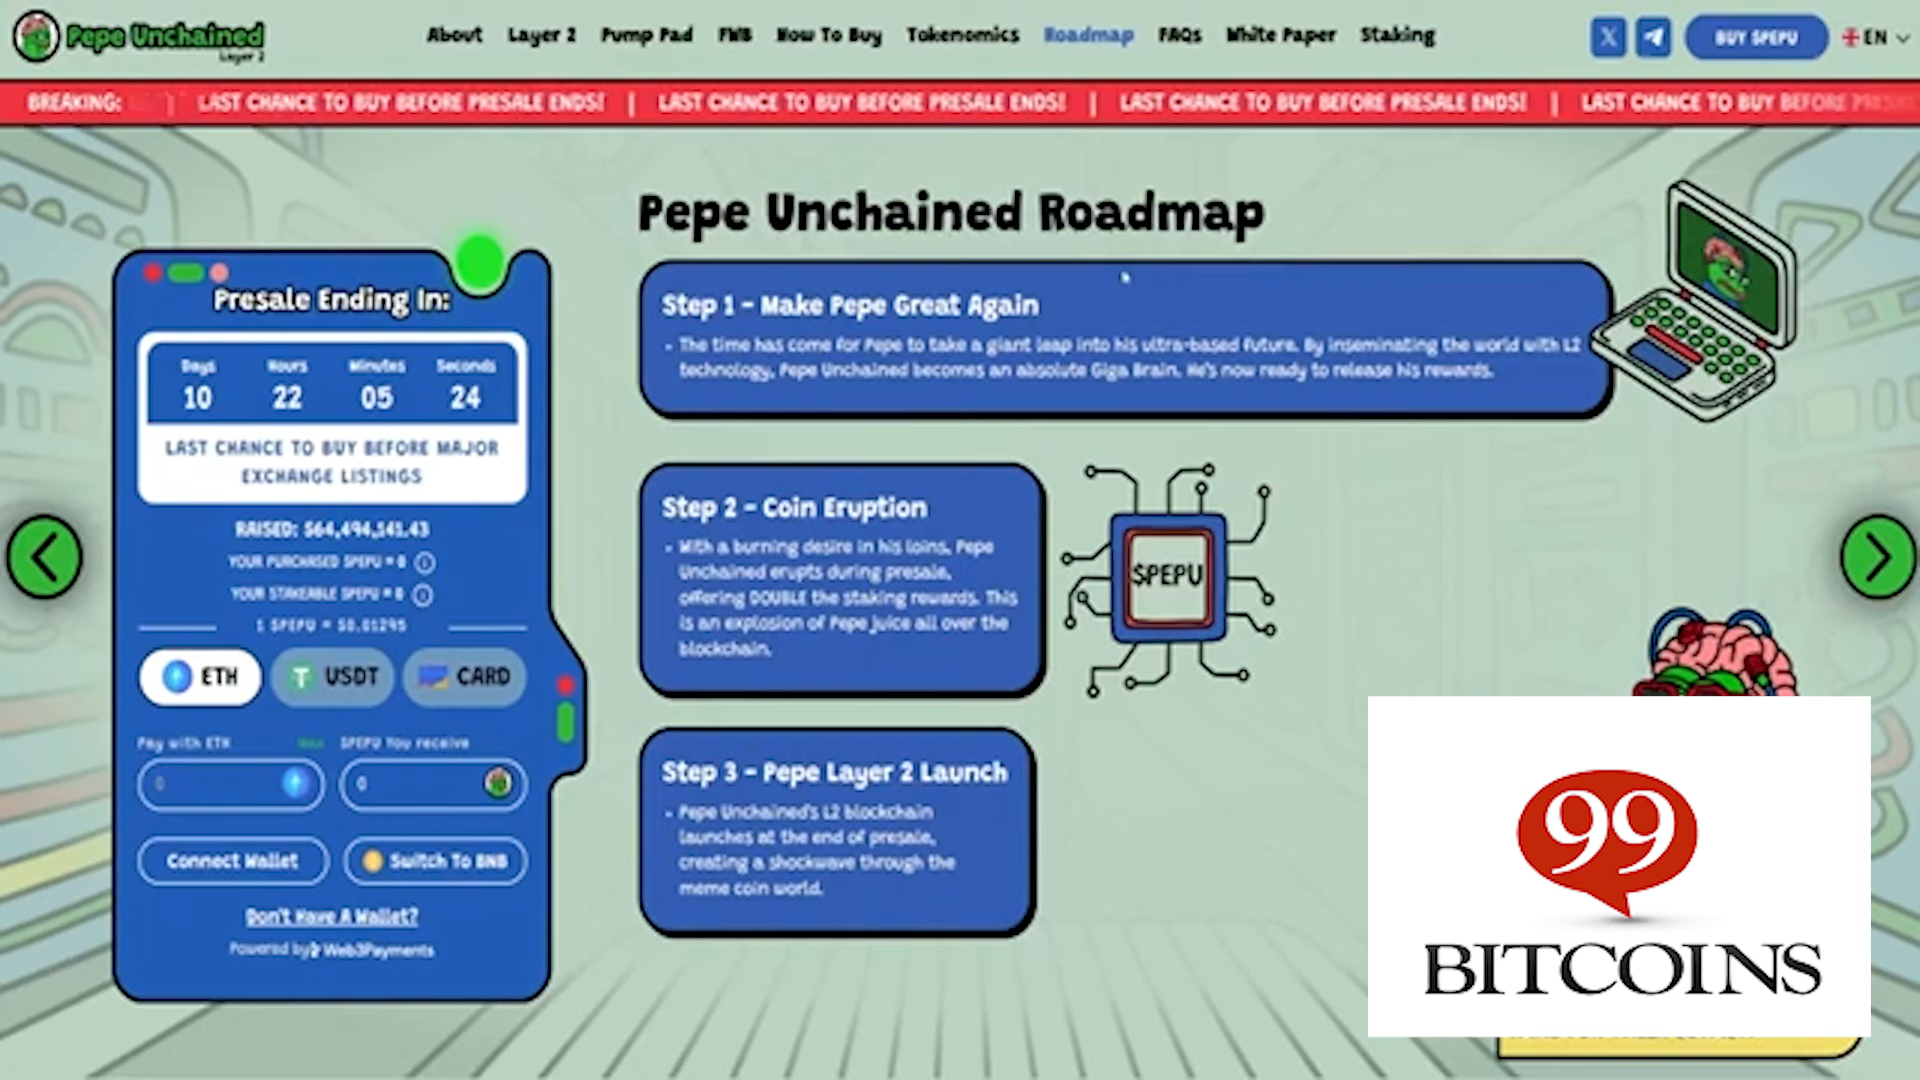 Pepe Unchained
Layer 2
About Layer 2 Pump Pad FWB How To Buy Tokenomics Roadmap FAQs White Paper Staking
BUY $PEPU
EN
BREAKING: LAST CHANCE TO BUY BEFORE PRESALE ENDS! | LAST CHANCE TO BUY BEFORE PRESALE ENDS! | LAST CHANCE TO BUY BEFORE PRESALE ENDS! | LAST CHANCE TO BUY BEFORE
Presale Ending In:
Days Hours Minutes Seconds
10 22 05 24
LAST CHANCE TO BUY BEFORE MAJOR
EXCHANGE LISTINGS
RAISED: $64,494,141.43
YOUR PURCHASED $PEPU = 0
YOUR STAKEABLE $PEPU = 0
1 $PEPU = $0.01295
ETH USDT CARD
Pay with ETH MAX $PEPU You receive
0 0
Connect Wallet Switch To BNB
Don't Have A Wallet?
Powered by Web3Payments
Pepe Unchained Roadmap
Step 1 - Make Pepe Great Again
• The time has come for Pepe to take a giant leap into his ultra-based future. By inseminating the world with L2
technology, Pepe Unchained becomes an absolute Giga Brain. He's now ready to release his rewards.
Step 2 - Coin Eruption
• With a burning desire in his loins, Pepe
Unchained erupts during presale,
offering DOUBLE the staking rewards. This
is an explosion of Pepe juice all over the
blockchain.
$PEPU
Step 3 - Pepe Layer 2 Launch
• Pepe Unchained's L2 blockchain
launches at the end of presale,
creating a shockwave through the
meme coin world.
99
BITCOINS